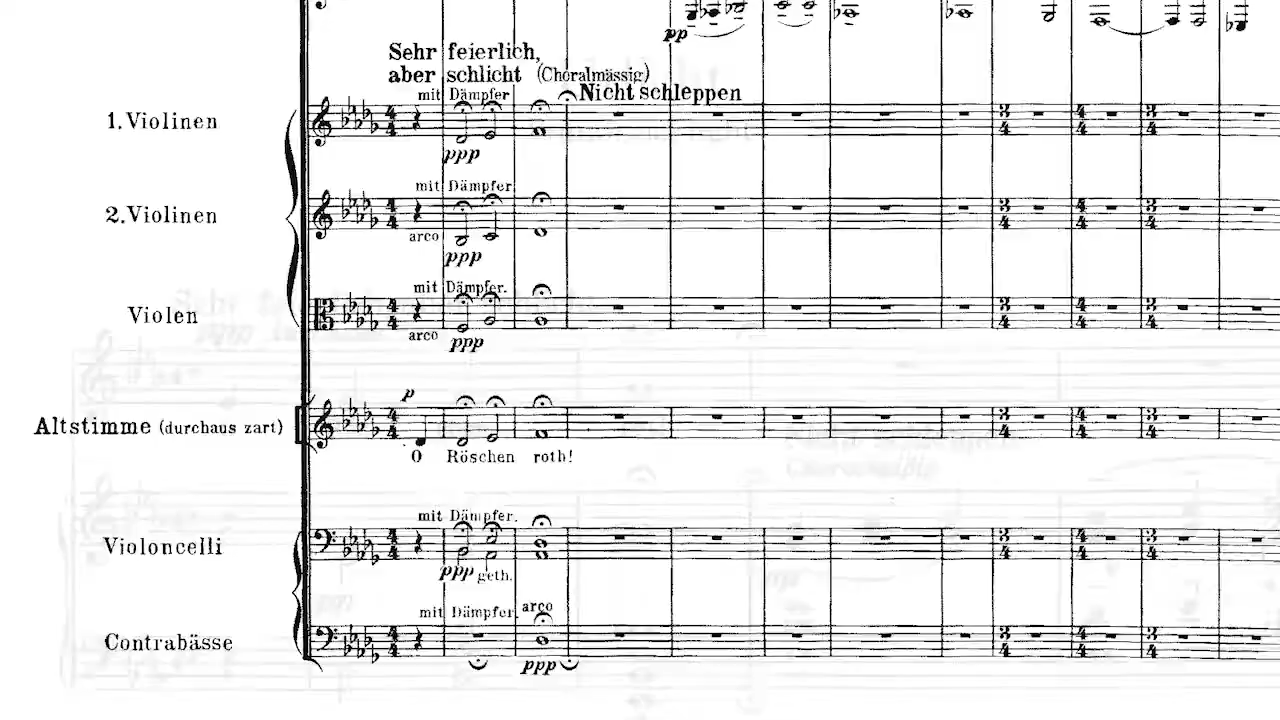 pp
Sehr feierlich,
aber schlicht (Choralmässig)
mit Dämpfer
Nicht schleppen
1. Violinen
ppp
mit Dämpfer
2. Violinen
arco
ppp
mit Dämpfer.
Violen
arco
ppp
p
Altstimme (durchaus zart)
O Röschen roth!
mit Dämpfer.
Violoncelli
ppp geth.
mit Dämpfer. arco
Contrabässe
ppp